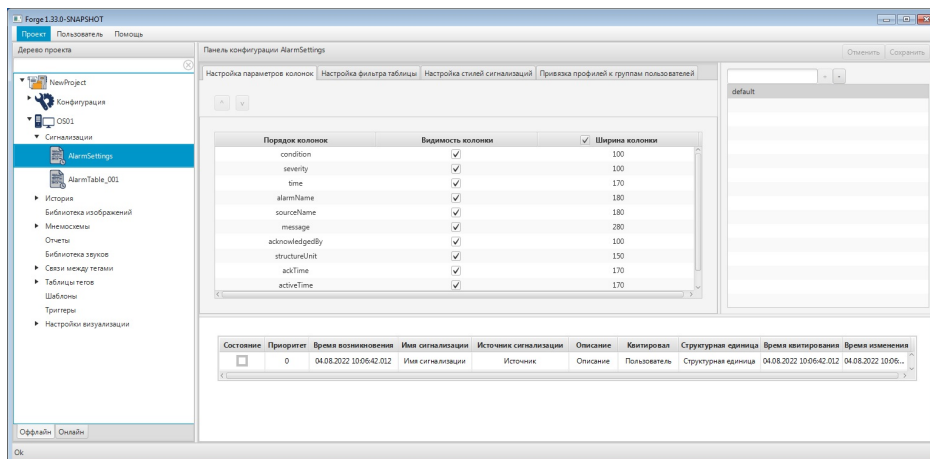 Forge 1.33.0-SNAPSHOT
Проект Пользователь Помощь
Дерево проекта
NewProject
Конфигурация
OS01
Сигнализации
AlarmSettings
AlarmTable_001
История
Библиотека изображений
Мнемосхемы
Отчеты
Библиотека звуков
Связи между тегами
Таблицы тегов
Шаблоны
Триггеры
Настройки визуализации
Оффлайн Онлайн
Ok
Панель конфигурации AlarmSettings
Отменить Сохранить
Настройка параметров колонок Настройка фильтра таблицы Настройка стилей сигнализаций Привязка профилей к группам пользователей
Порядок колонок Видимость колонки Ширина колонки
condition 100
severity 100
time 170
alarmName 180
sourceName 180
message 280
acknowledgedBy 100
structureUnit 150
ackTime 170
activeTime 170
default
Состояние Приоритет Время возникновения Имя сигнализации Источник сигнализации Описание Квитировал Структурная единица Время квитирования Время изменения
0 04.08.2022 10:06:42.012 Имя сигнализации Источник Описание Пользователь Структурная единица 04.08.2022 10:06:42.012 04.08.2022 10:06:...